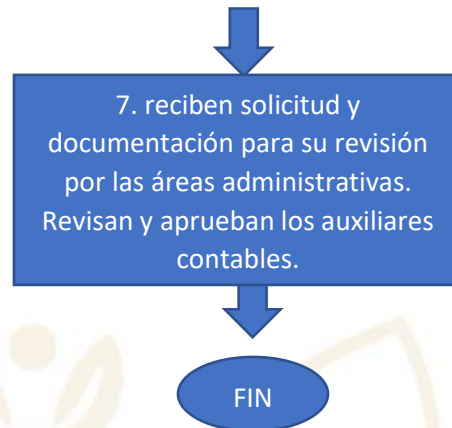 7. reciben solicitud y
documentación para su revisión
por las áreas administrativas.
Revisan y aprueban los auxiliares
contables.
FIN